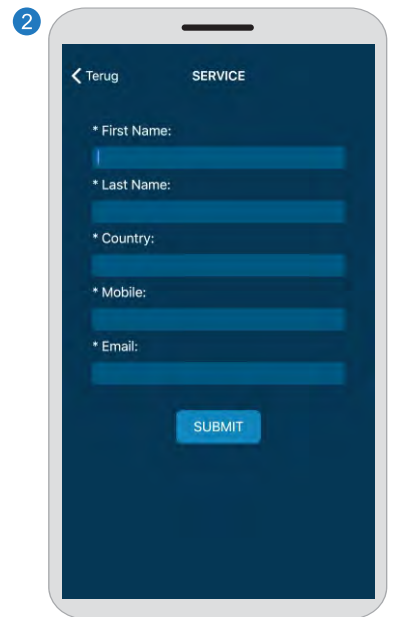 2
Terug SERVICE
* First Name:
* Last Name:
* Country:
* Mobile:
* Email:
SUBMIT